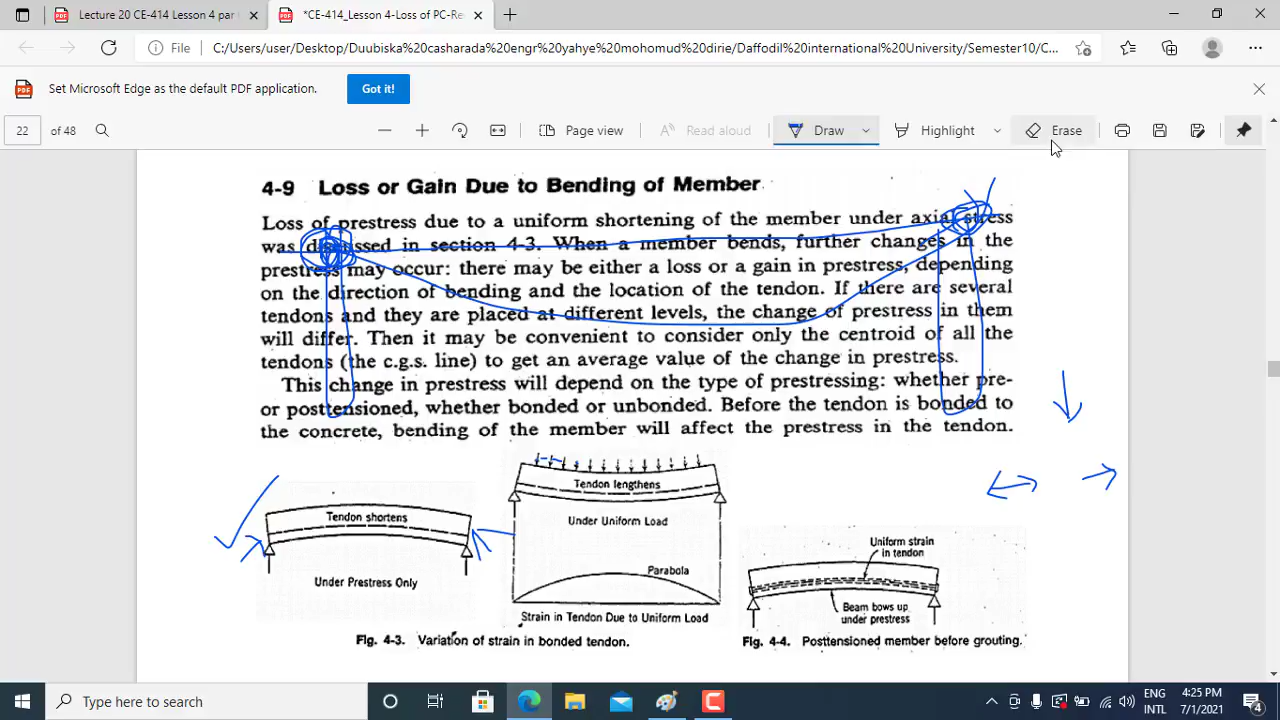 Lecture 20 CE-414 Lesson 4 par
*CE-414_Lesson 4-Loss of PC-Re
File
C:/Users/user/Desktop/Duubiska%20casharada%20engr%20yahye%20mohomud%20dirie/Daffodil%20international%20University/Semester10/C...
Set Microsoft Edge as the default PDF application.
Got it!
22 of 48
Page view
Read aloud
Draw
Highlight
Erase
4-9 Loss or Gain Due to Bending of Member
Loss of prestress due to a uniform shortening of the member under axial stress
was discussed in section 4-3. When a member bends, further changes in the
prestress may occur: there may be either a loss or a gain in prestress, depending
on the direction of bending and the location of the tendon. If there are several
tendons and they are placed at different levels, the change of prestress in them
will differ. Then it may be convenient to consider only the centroid of all the
tendons (the c.g.s. line) to get an average value of the change in prestress.
This change in prestress will depend on the type of prestressing: whether pre-
or posttensioned, whether bonded or unbonded. Before the tendon is bonded to
the concrete, bending of the member will affect the prestress in the tendon.
Tendon shortens
Under Prestress Only
Tendon lengthens
Under Uniform Load
Parabola
Strain in Tendon Due to Uniform Load
Fig. 4-3. Variation of strain in bonded tendon.
Uniform strain
in tendon
Beam bows up
under prestress
Fig. 4-4. Posttensioned member before grouting.
Type here to search
ENG
INTL
4:25 PM
7/1/2021
4